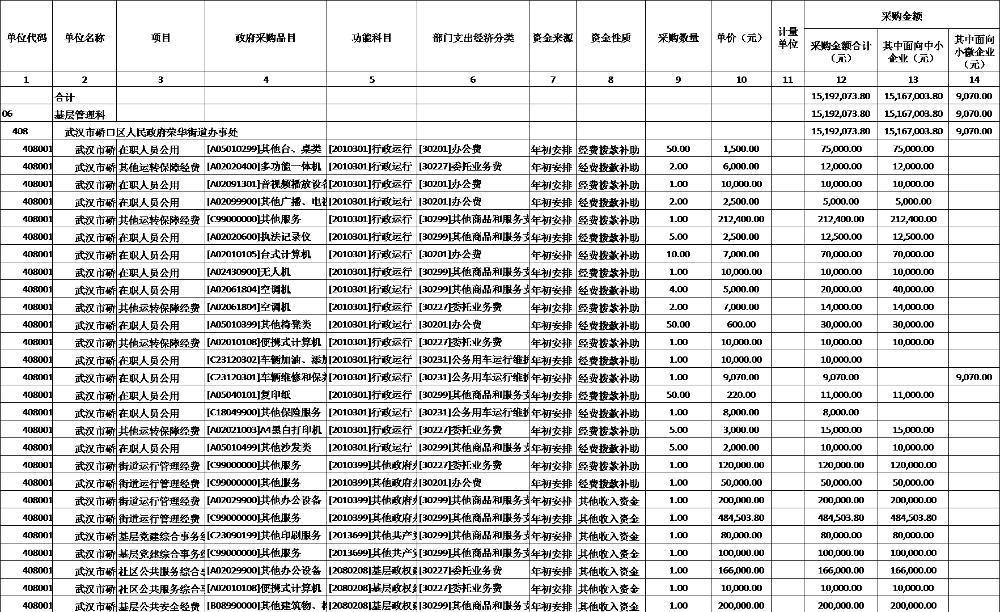 采购金额
单位代码 单位名称 项目 政府采购品目 功能科目 部门支出经济分类 资金来源 资金性质 采购数量 单价（元） 计量单位 采购金额合计（元） 其中面向中小企业（元） 其中面向小微企业（元）
1 2 3 4 5 6 7 8 9 10 11 12 13 14
合计 15,192,073.80 15,167,003.80 9,070.00
06 基层管理科 15,192,073.80 15,167,003.80 9,070.00
408 武汉市硚口区人民政府荣华街道办事处 15,192,073.80 15,167,003.80 9,070.00
408001 武汉市硚 在职人员公用 [A05010299]其他台、桌类 [2010301]行政运行 [30201]办公费 年初安排 经费拨款补助 50.00 1,500.00 75,000.00 75,000.00
408001 武汉市硚 其他运转保障经费 [A02020400]多功能一体机 [2010301]行政运行 [30227]委托业务费 年初安排 经费拨款补助 2.00 6,000.00 12,000.00 12,000.00
408001 武汉市硚 在职人员公用 [A02091301]音视频播放设备 [2010301]行政运行 [30201]办公费 年初安排 经费拨款补助 1.00 10,000.00 10,000.00 10,000.00
408001 武汉市硚 在职人员公用 [A02099900]其他广播、电视 [2010301]行政运行 [30201]办公费 年初安排 经费拨款补助 2.00 2,500.00 5,000.00 5,000.00
408001 武汉市硚 其他运转保障经费 [C99000000]其他服务 [2010301]行政运行 [30299]其他商品和服务支 年初安排 经费拨款补助 1.00 212,400.00 212,400.00 212,400.00
408001 武汉市硚 在职人员公用 [A02020600]执法记录仪 [2010301]行政运行 [30299]其他商品和服务支 年初安排 经费拨款补助 5.00 2,500.00 12,500.00 12,500.00
408001 武汉市硚 在职人员公用 [A02010105]台式计算机 [2010301]行政运行 [30201]办公费 年初安排 经费拨款补助 10.00 7,000.00 70,000.00 70,000.00
408001 武汉市硚 在职人员公用 [A02430900]无人机 [2010301]行政运行 [30299]其他商品和服务支 年初安排 经费拨款补助 1.00 10,000.00 10,000.00 10,000.00
408001 武汉市硚 在职人员公用 [A02061804]空调机 [2010301]行政运行 [30299]其他商品和服务支 年初安排 经费拨款补助 4.00 5,000.00 20,000.00 40,000.00
408001 武汉市硚 其他运转保障经费 [A02061804]空调机 [2010301]行政运行 [30227]委托业务费 年初安排 经费拨款补助 2.00 7,000.00 14,000.00 14,000.00
408001 武汉市硚 在职人员公用 [A05010399]其他椅凳类 [2010301]行政运行 [30201]办公费 年初安排 经费拨款补助 50.00 600.00 30,000.00 30,000.00
408001 武汉市硚 其他运转保障经费 [A02010108]便携式计算机 [2010301]行政运行 [30227]委托业务费 年初安排 经费拨款补助 1.00 10,000.00 10,000.00 10,000.00
408001 武汉市硚 在职人员公用 [C23120302]车辆加油、添加 [2010301]行政运行 [30231]公务用车运行维护 年初安排 经费拨款补助 1.00 10,000.00 10,000.00
408001 武汉市硚 在职人员公用 [C23120301]车辆维修和保养 [2010301]行政运行 [30231]公务用车运行维护 年初安排 经费拨款补助 1.00 9,070.00 9,070.00 9,070.00
408001 武汉市硚 在职人员公用 [A05040101]复印纸 [2010301]行政运行 [30299]其他商品和服务支 年初安排 经费拨款补助 50.00 220.00 11,000.00 11,000.00
408001 武汉市硚 在职人员公用 [C18049900]其他保险服务 [2010301]行政运行 [30231]公务用车运行维护 年初安排 经费拨款补助 1.00 8,000.00 8,000.00
408001 武汉市硚 其他运转保障经费 [A02021003]A4黑白打印机 [2010301]行政运行 [30227]委托业务费 年初安排 经费拨款补助 5.00 3,000.00 15,000.00 15,000.00
408001 武汉市硚 在职人员公用 [A05010499]其他沙发类 [2010301]行政运行 [30299]其他商品和服务支 年初安排 经费拨款补助 5.00 2,000.00 10,000.00 10,000.00
408001 武汉市硚 街道运行管理经费 [C99000000]其他服务 [2010399]其他政府办 [30227]委托业务费 年初安排 经费拨款补助 1.00 120,000.00 120,000.00 120,000.00
408001 武汉市硚 街道运行管理经费 [C99000000]其他服务 [2010399]其他政府办 [30201]办公费 年初安排 经费拨款补助 1.00 50,000.00 50,000.00 50,000.00
408001 武汉市硚 街道运行管理经费 [A02029900]其他办公设备 [2010399]其他政府办 [30299]其他商品和服务支 年初安排 其他收入资金 1.00 200,000.00 200,000.00 200,000.00
408001 武汉市硚 街道运行管理经费 [C99000000]其他服务 [2010399]其他政府办 [30299]其他商品和服务支 年初安排 其他收入资金 1.00 484,503.80 484,503.80 484,503.80
408001 武汉市硚 基层党建综合事务经 [C23090199]其他印刷服务 [2013699]其他共产党 [30299]其他商品和服务支 年初安排 其他收入资金 1.00 80,000.00 80,000.00 80,000.00
408001 武汉市硚 基层党建综合事务经 [C99000000]其他服务 [2013699]其他共产党 [30299]其他商品和服务支 年初安排 其他收入资金 1.00 100,000.00 100,000.00 100,000.00
408001 武汉市硚 社区公共服务综合事 [A02029900]其他办公设备 [2080208]基层政权建 [30227]委托业务费 年初安排 其他收入资金 1.00 166,000.00 166,000.00 166,000.00
408001 武汉市硚 社区公共服务综合事 [A02010108]便携式计算机 [2080208]基层政权建 [30227]委托业务费 年初安排 其他收入资金 1.00 10,000.00 10,000.00 10,000.00
408001 武汉市硚 基层公共安全经费 [B08990000]其他建筑物、构 [2080208]基层政权建 [30299]其他商品和服务支 年初安排 其他收入资金 1.00 200,000.00 200,000.00 200,000.00